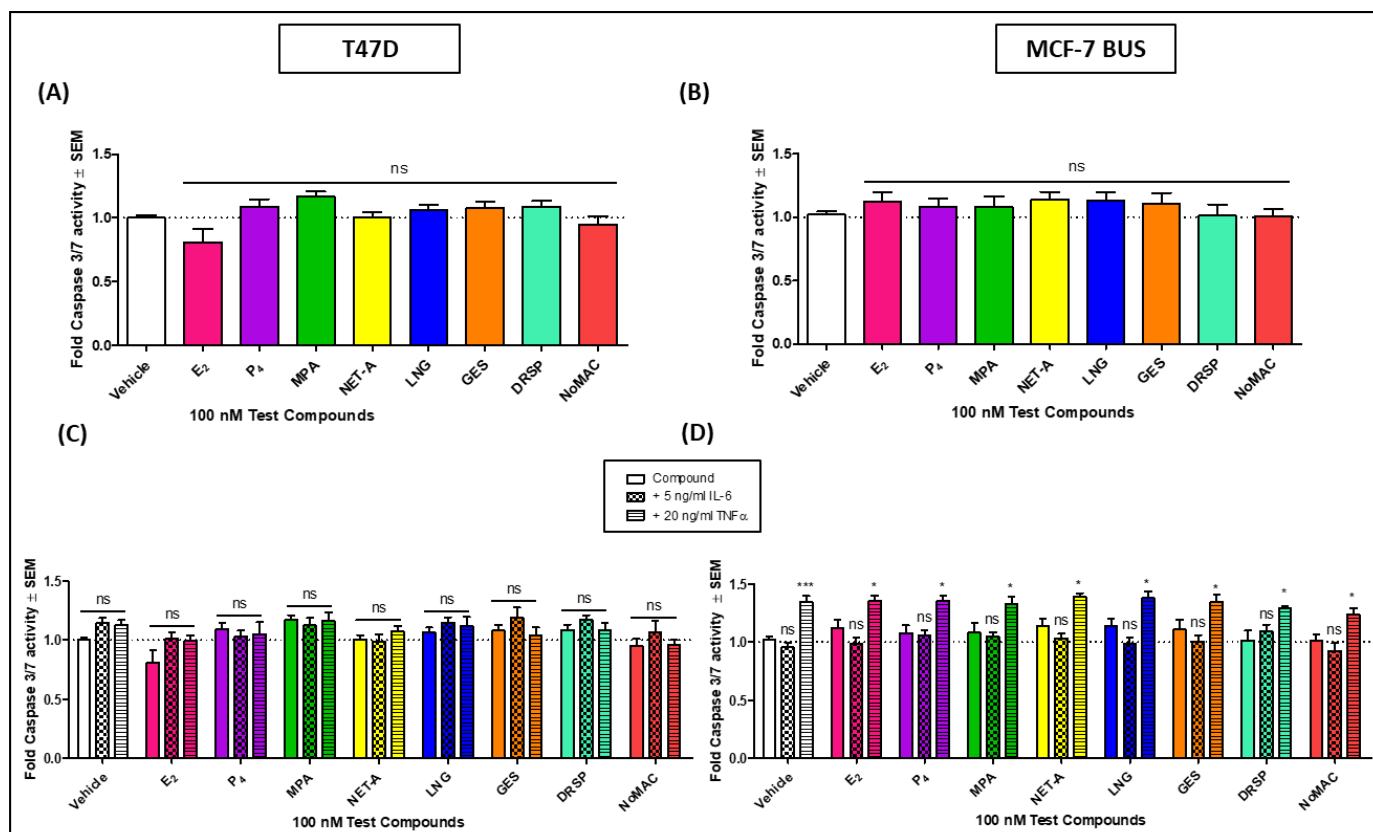 T47D
MCF-7 BUS
(A)
Fold Caspase 3/7 activity ± SEM
1.5
1.0
0.5
0.0
ns
Vehicle
E₂
P₄
MPA
NET-A
LNG
GES
DRSP
NoMAC
100 nM Test Compounds
(B)
Fold Caspase 3/7 activity ± SEM
1.5
1.0
0.5
0.0
ns
Vehicle
E₂
P₄
MPA
NET-A
LNG
GES
DRSP
NoMAC
100 nM Test Compounds
Compound
+ 5 ng/ml IL-6
+ 20 ng/ml TNFα
(C)
Fold Caspase 3/7 activity ± SEM
1.5
1.0
0.5
0.0
ns
ns
ns
ns
ns
ns
ns
ns
ns
Vehicle
E₂
P₄
MPA
NET-A
LNG
GES
DRSP
NoMAC
100 nM Test Compounds
(D)
Fold Caspase 3/7 activity ± SEM
1.5
1.0
0.5
0.0
ns ***
ns *
ns *
ns *
ns *
ns *
ns *
ns *
ns *
Vehicle
E₂
P₄
MPA
NET-A
LNG
GES
DRSP
NoMAC
100 nM Test Compounds